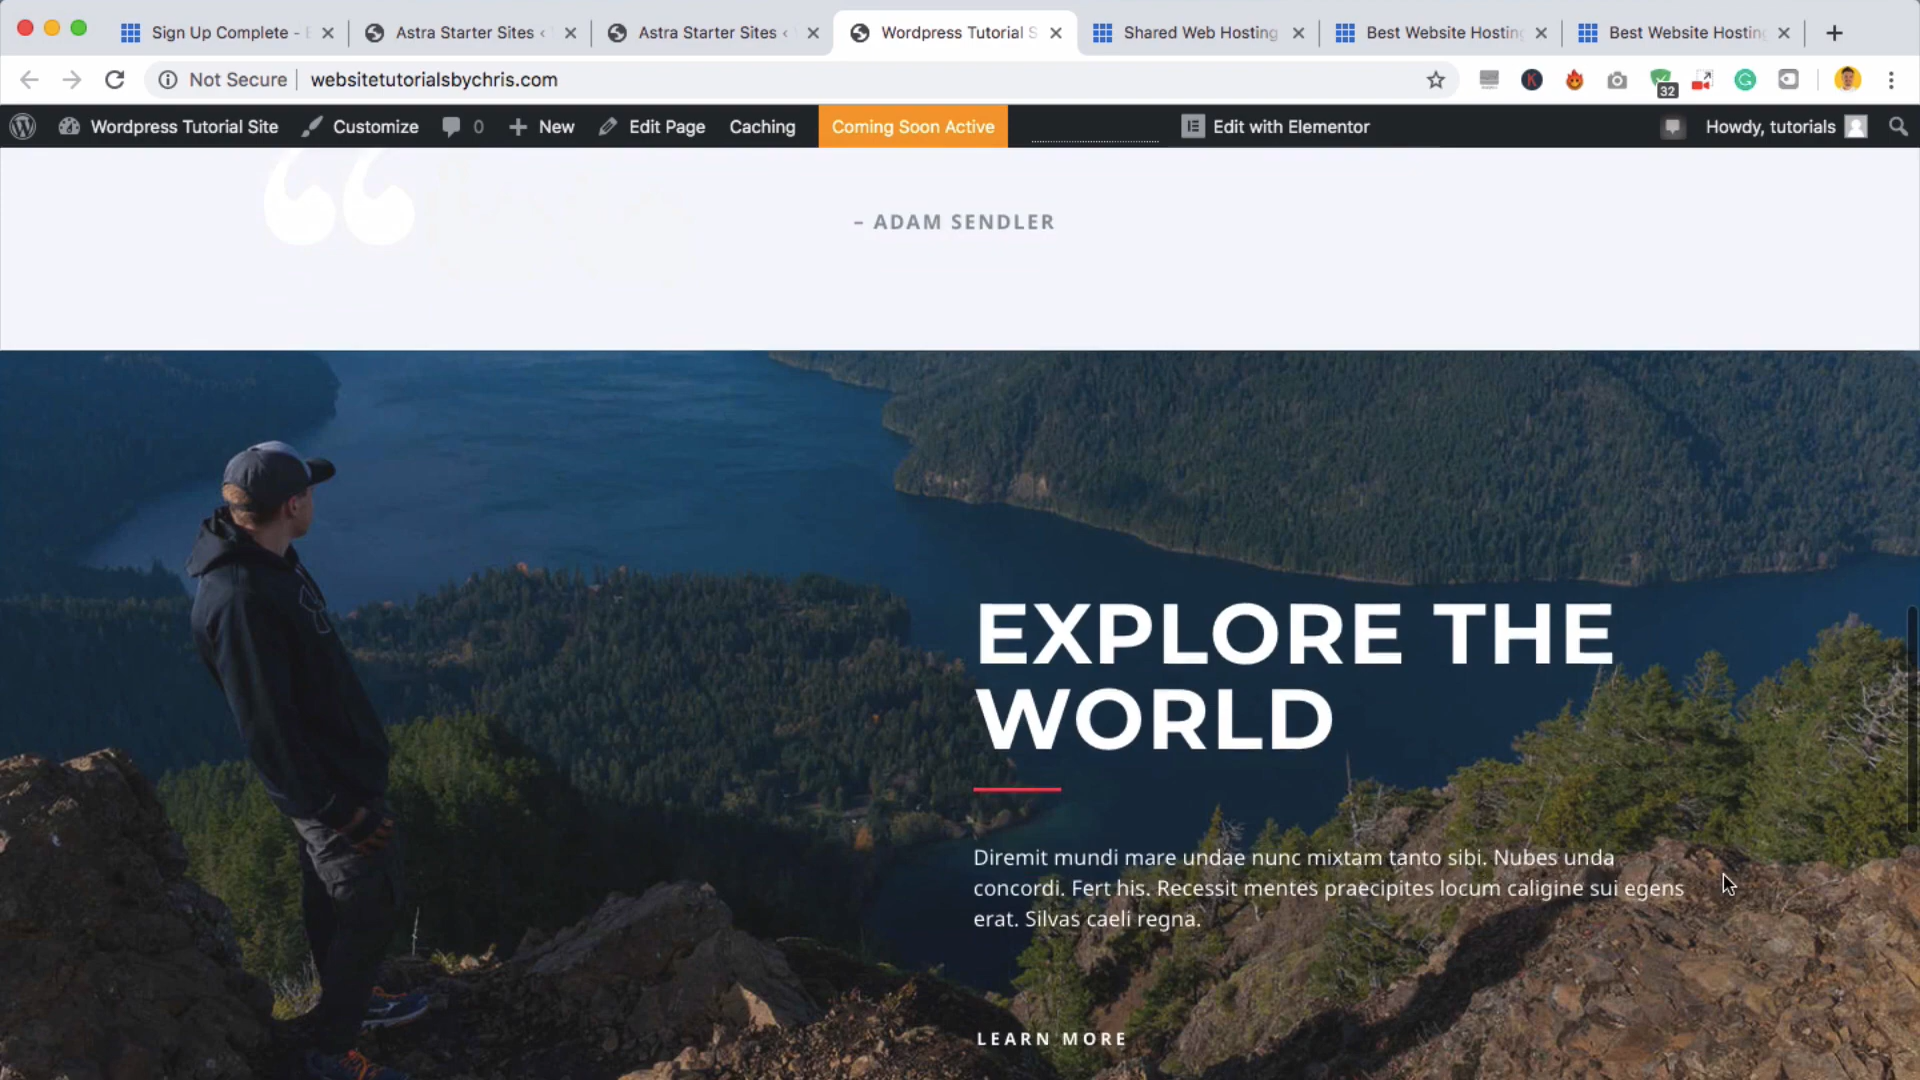 Sign Up Complete -
Astra Starter Sites ‹
Astra Starter Sites ‹
Wordpress Tutorial S
Shared Web Hosting
Best Website Hosting
Best Website Hosting
Not Secure
websitetutorialsbychris.com
K
32
G
Wordpress Tutorial Site
Customize
0
New
Edit Page
Caching
Coming Soon Active
Edit with Elementor
Howdy, tutorials
“
– ADAM SENDLER
EXPLORE THE
WORLD
Diremit mundi mare undae nunc mixtam tanto sibi. Nubes unda
concordi. Fert his. Recessit mentes praecipites locum caligine sui egens
erat. Silvas caeli regna.
LEARN MORE